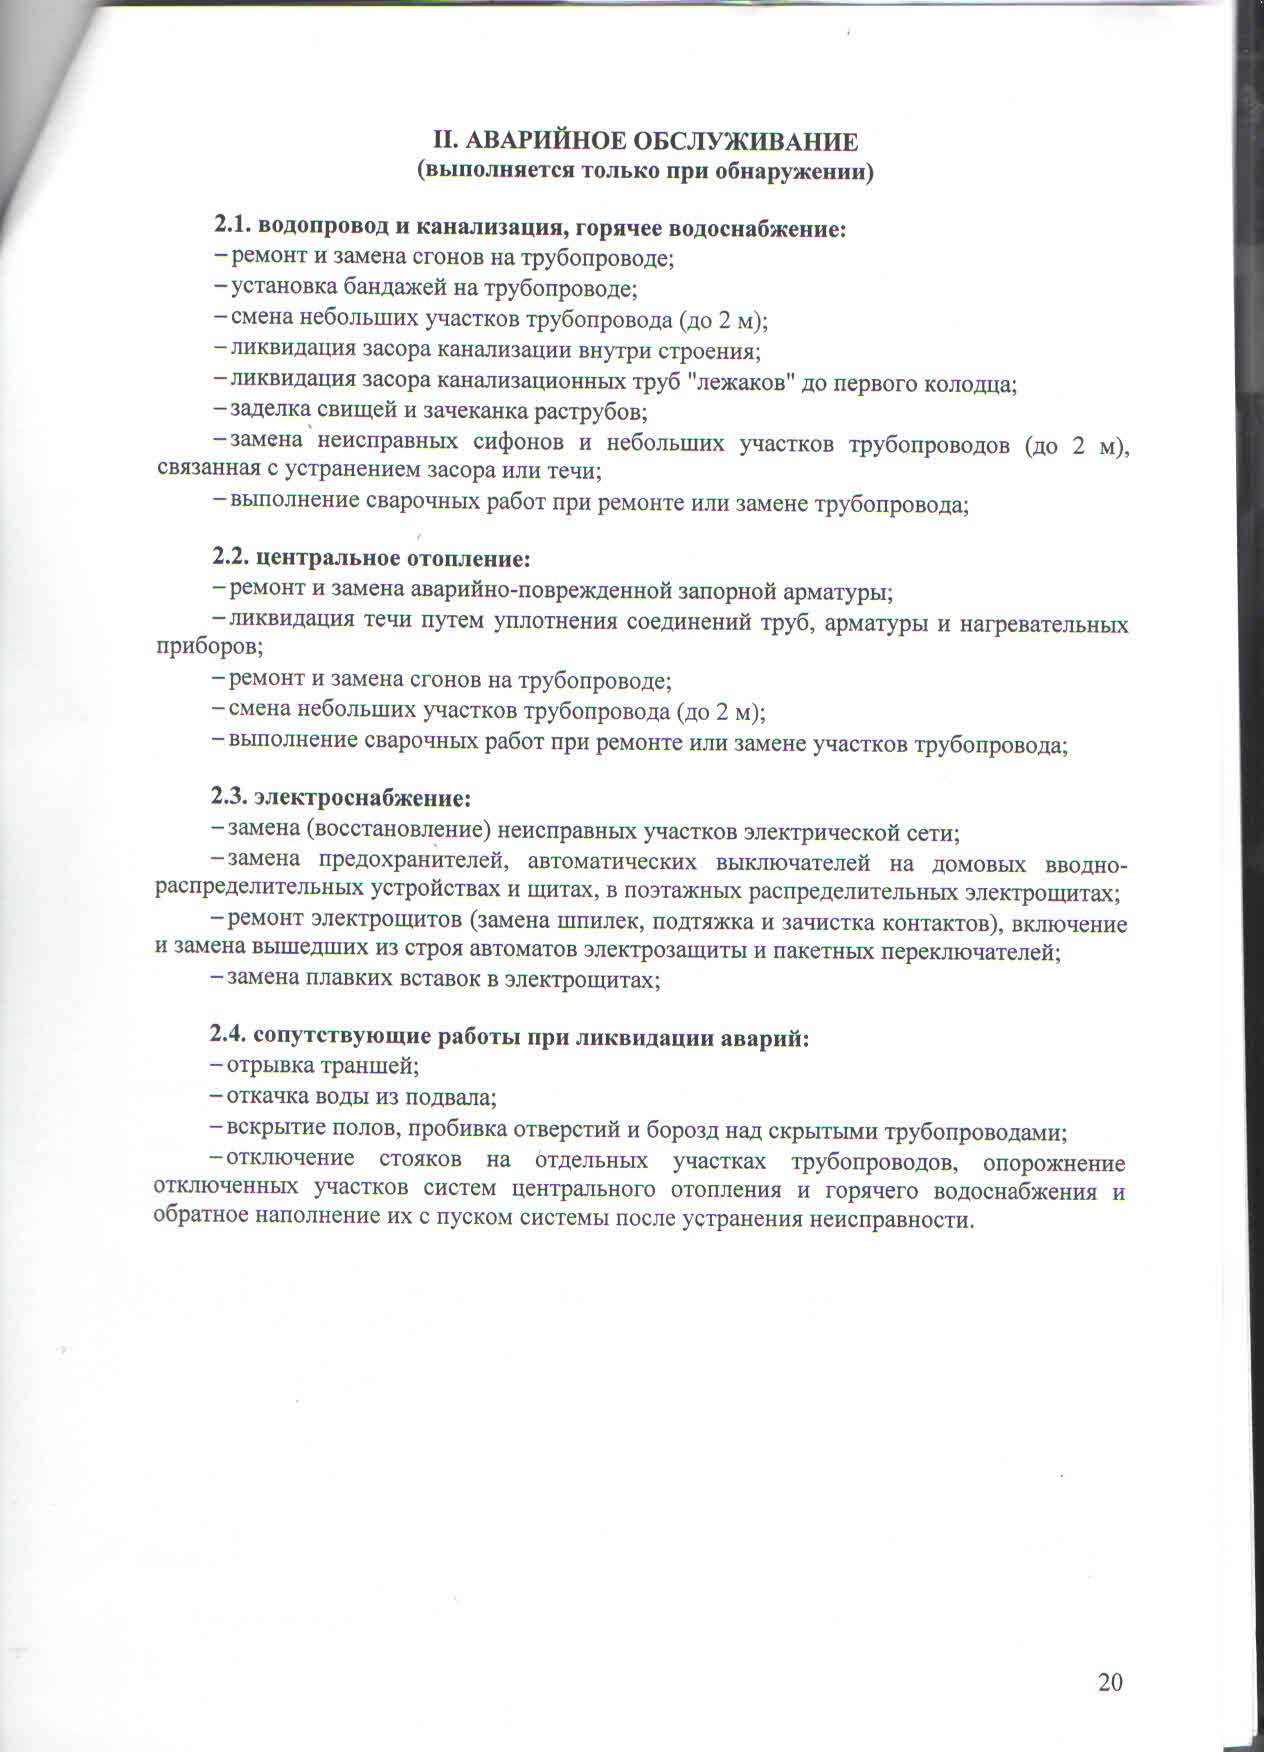 II. АВАРИЙНОЕ ОБСЛУЖИВАНИЕ
(выполняется только при обнаружении)
2.1. водопровод и канализация, горячее водоснабжение:
–ремонт и замена сгонов на трубопроводе;
–установка бандажей на трубопроводе;
–смена небольших участков трубопровода (до 2 м);
–ликвидация засора канализации внутри строения;
–ликвидация засора канализационных труб "лежаков" до первого колодца;
–заделка свищей и зачеканка раструбов;
–замена неисправных сифонов и небольших участков трубопроводов (до 2 м),
связанная с устранением засора или течи;
–выполнение сварочных работ при ремонте или замене трубопровода;
2.2. центральное отопление:
–ремонт и замена аварийно-поврежденной запорной арматуры;
–ликвидация течи путем уплотнения соединений труб, арматуры и нагревательных
приборов;
–ремонт и замена сгонов на трубопроводе;
–смена небольших участков трубопровода (до 2 м);
–выполнение сварочных работ при ремонте или замене участков трубопровода;
2.3. электроснабжение:
–замена (восстановление) неисправных участков электрической сети;
–замена предохранителей, автоматических выключателей на домовых вводно-
распределительных устройствах и щитах, в поэтажных распределительных электрощитах;
–ремонт электрощитов (замена шпилек, подтяжка и зачистка контактов), включение
и замена вышедших из строя автоматов электрозащиты и пакетных переключателей;
–замена плавких вставок в электрощитах;
2.4. сопутствующие работы при ликвидации аварий:
–отрывка траншей;
–откачка воды из подвала;
–вскрытие полов, пробивка отверстий и борозд над скрытыми трубопроводами;
–отключение стояков на отдельных участках трубопроводов, опорожнение
отключенных участков систем центрального отопления и горячего водоснабжения и
обратное наполнение их с пуском системы после устранения неисправности.
20